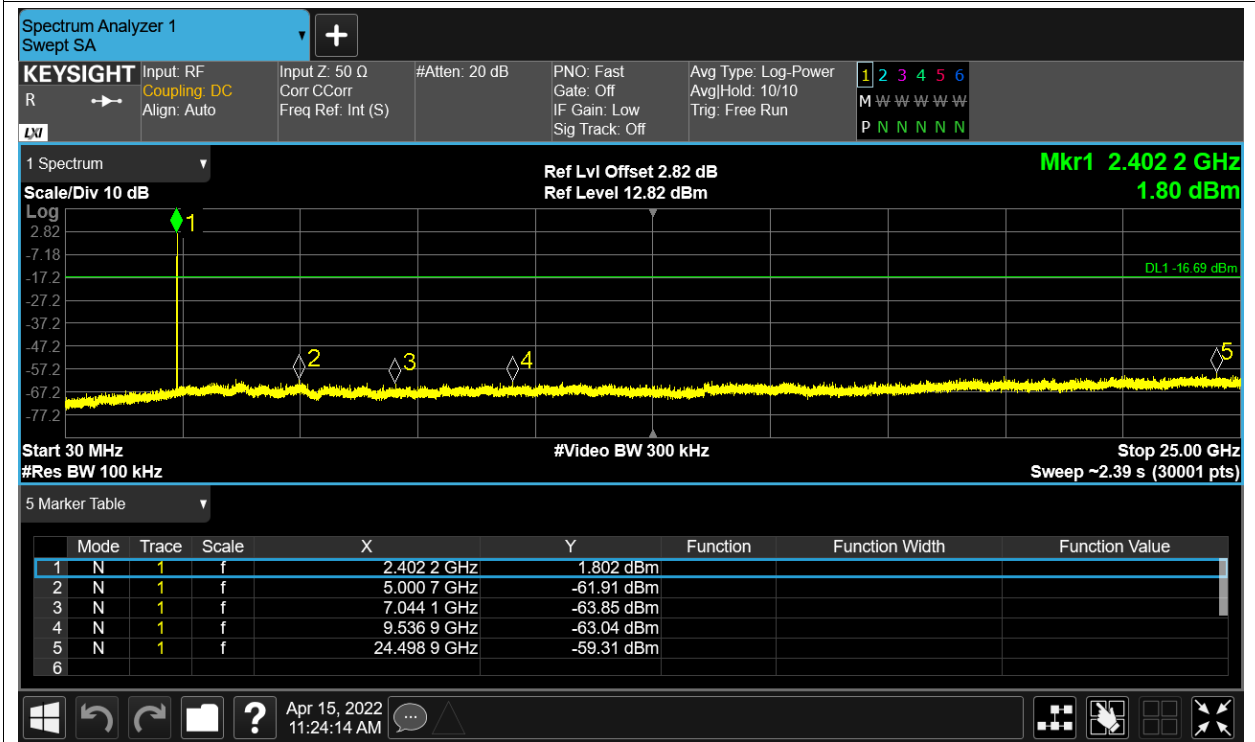 Spectrum Analyzer 1
Swept SA
+
KEYSIGHT
R
LXI
Input: RF
Coupling: DC
Align: Auto
Input Z: 50 Ω
Corr CCorr
Freq Ref: Int (S)
#Atten: 20 dB
PNO: Fast
Gate: Off
IF Gain: Low
Sig Track: Off
Avg Type: Log-Power
Avg|Hold: 10/10
Trig: Free Run
1 2 3 4 5 6
M W W W W W
P N N N N N
1 Spectrum
Scale/Div 10 dB
Ref Lvl Offset 2.82 dB
Ref Level 12.82 dBm
Mkr1 2.402 2 GHz
1.80 dBm
Log
2.82
-7.18
-17.2
-27.2
-37.2
-47.2
-57.2
-67.2
-77.2
1
DL1 -16.69 dBm
2
3
4
5
Start 30 MHz
#Res BW 100 kHz
#Video BW 300 kHz
Stop 25.00 GHz
Sweep ~2.39 s (30001 pts)
5 Marker Table
Mode Trace Scale X Y Function Function Width Function Value
1 N 1 f 2.402 2 GHz 1.802 dBm
2 N 1 f 5.000 7 GHz -61.91 dBm
3 N 1 f 7.044 1 GHz -63.85 dBm
4 N 1 f 9.536 9 GHz -63.04 dBm
5 N 1 f 24.498 9 GHz -59.31 dBm
6
?
Apr 15, 2022
11:24:14 AM